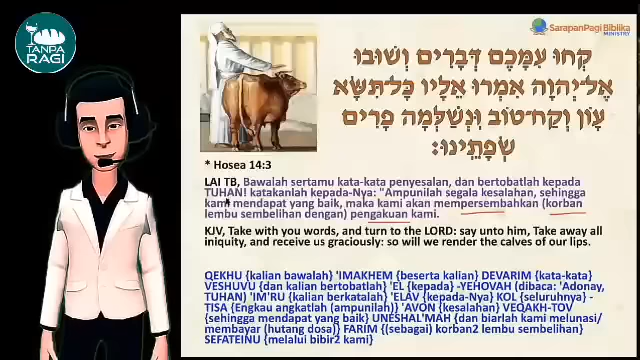 TANPA
RAGI
SarapanPagi Biblika
MINISTRY
קְחוּ עִמָּכֶם דְּבָרִים וְשׁוּבוּ
אֶל־יְהוָה אִמְרוּ אֵלָיו כָּל־תִּשָּׂא
עָוֹן וְקַח־טוֹב וּנְשַׁלְּמָה פָרִים
שְׂפָתֵינוּ׃
* Hosea 14:3
LAI TB, Bawalah sertamu kata-kata penyesalan, dan bertobatlah kepada
TUHAN! katakanlah kepada-Nya: "Ampunilah segala kesalahan, sehingga
kami mendapat yang baik, maka kami akan mempersembahkan (korban
lembu sembelihan dengan) pengakuan kami.
KJV, Take with you words, and turn to the LORD: say unto him, Take away all
iniquity, and receive us graciously: so will we render the calves of our lips.
QEKHU {kalian bawalah} 'IMAKHEM {beserta kalian} DEVARIM {kata-kata}
VESHUVU {dan kalian bertobatlah} 'EL {kepada} -YEHOVAH {dibaca: 'Adonay,
TUHAN} 'IM'RU {kalian berkatalah} 'ELAV {kepada-Nya} KOL {seluruhnya} -
TISA {Engkau angkatlah (ampunilah)} 'AVON {kesalahan} VEQAKH-TOV
{sehingga mendapat yang baik} UNESHAL'MAH {dan biarlah kami melunasi/
membayar (hutang dosa)} FARIM {(sebagai) korban2 lembu sembelihan}
SEFATEINU {melalui bibir2 kami}